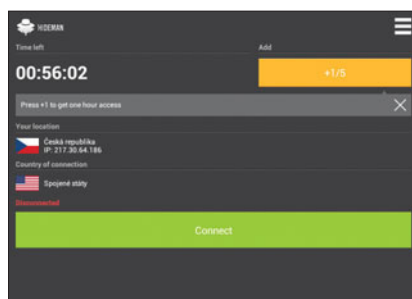 HIDEMAN
Time left
Add
00:56:02
+1/5
Press +1 to get one hour access
Your location
Česká republika
IP: 217.30.64.186
Country of connection
Spojené státy
Disconnected
Connect